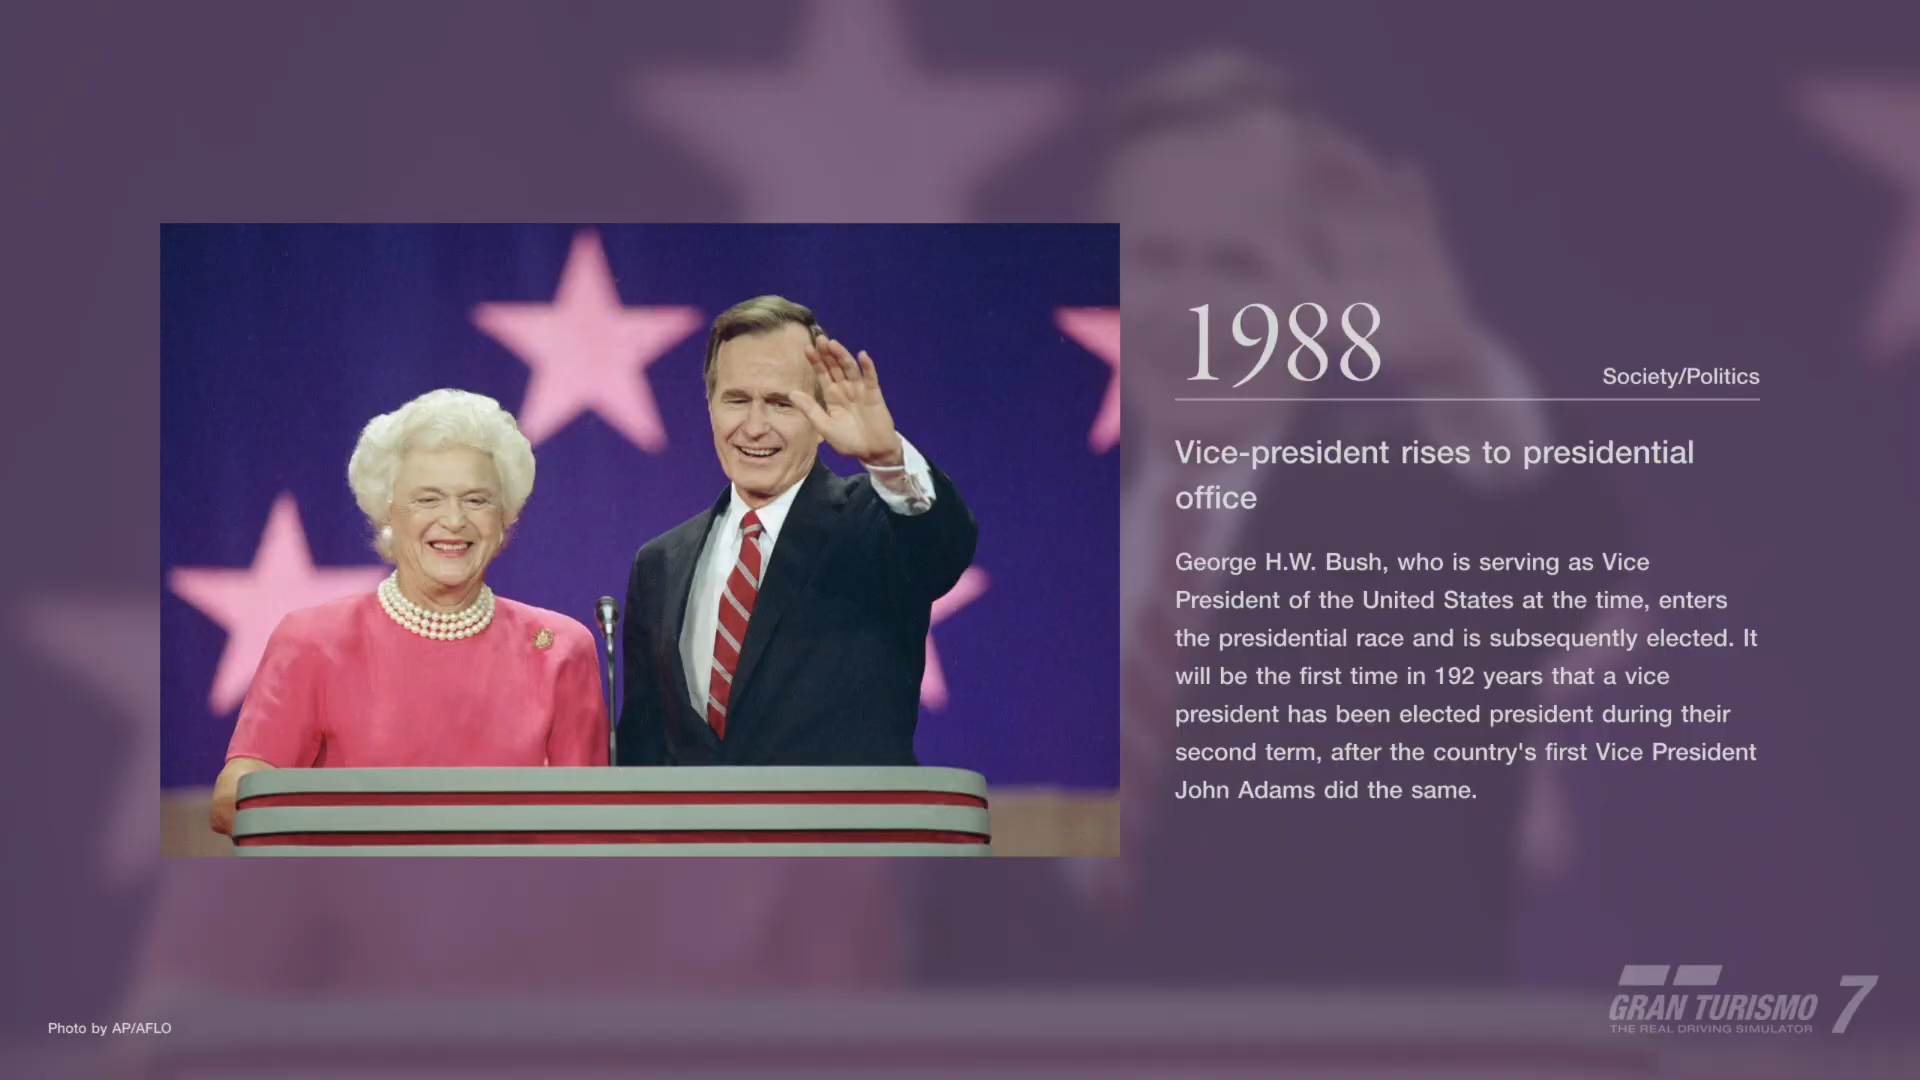 1988
Society/Politics
Vice-president rises to presidential
office
George H.W. Bush, who is serving as Vice
President of the United States at the time, enters
the presidential race and is subsequently elected. It
will be the first time in 192 years that a vice
president has been elected president during their
second term, after the country's first Vice President
John Adams did the same.
Photo by AP/AFLO
GRAN TURISMO 7
THE REAL DRIVING SIMULATOR